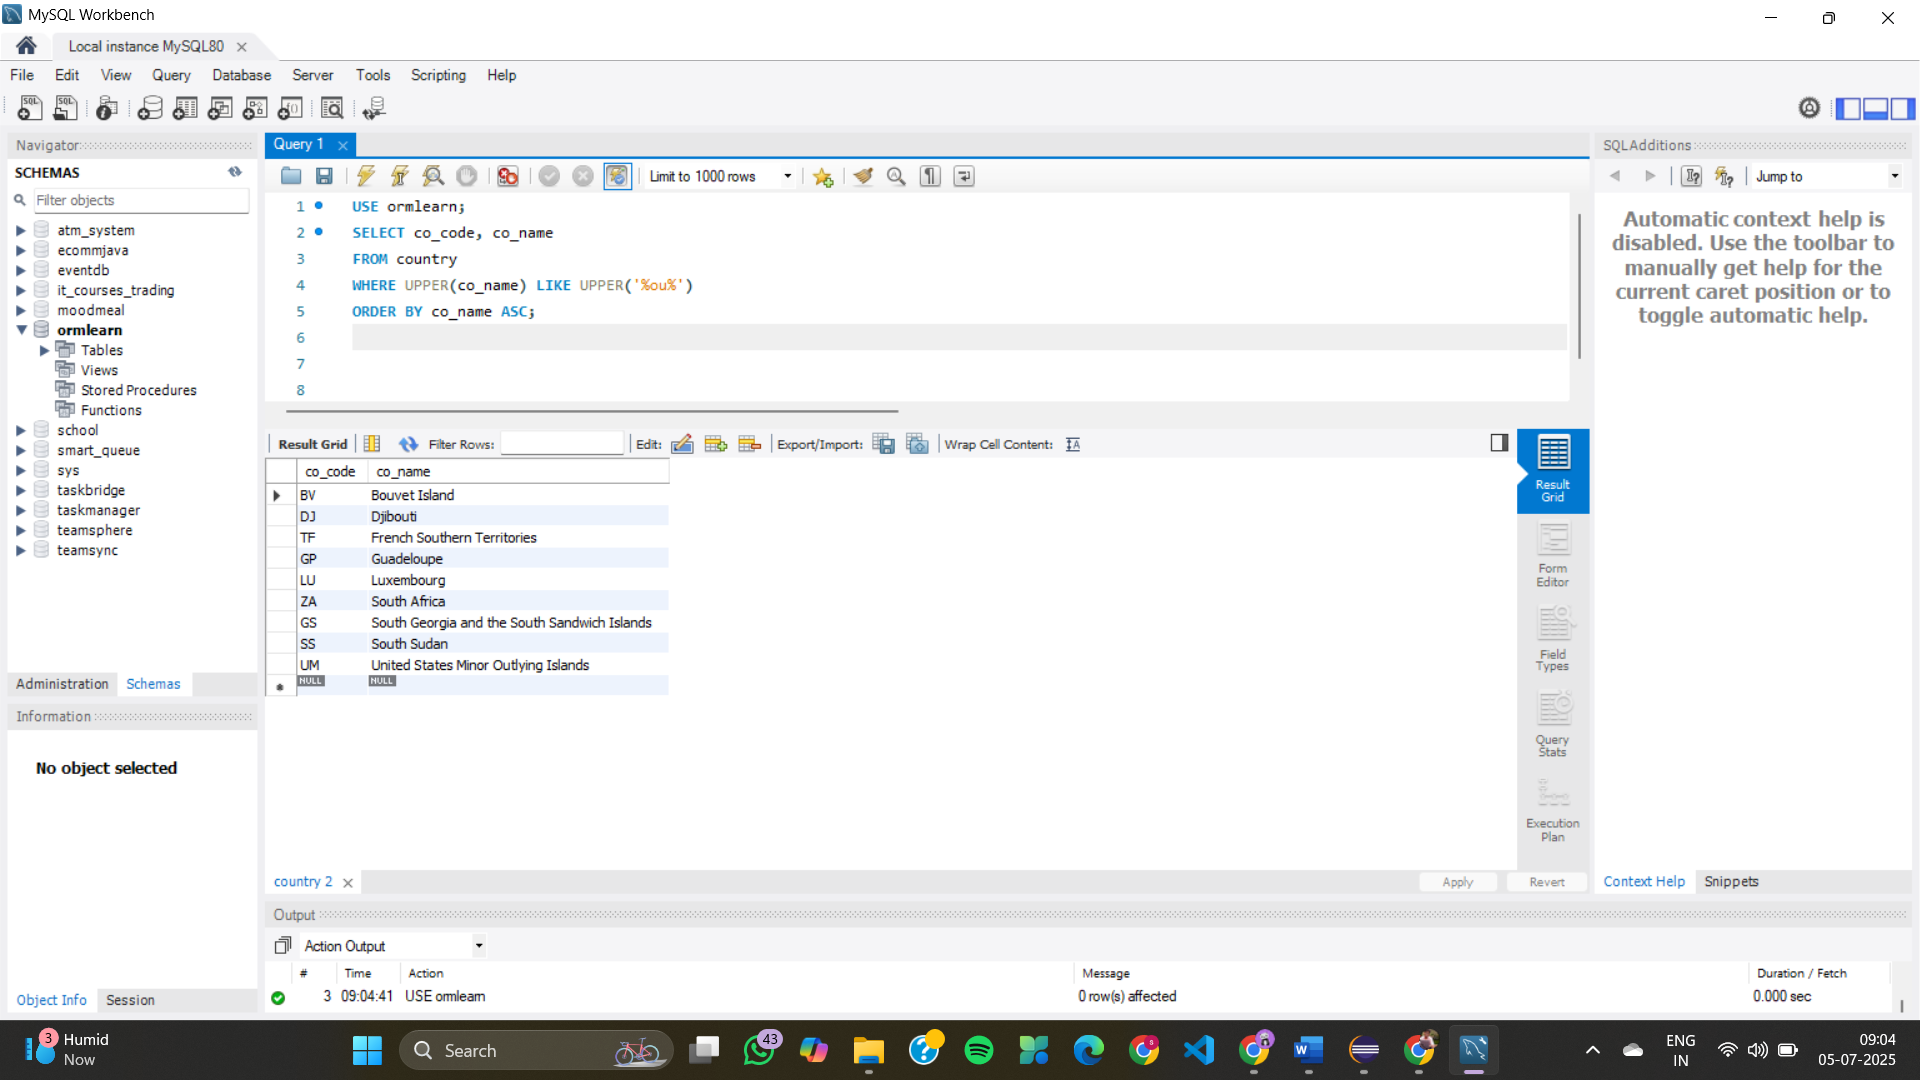 MySQL Workbench
Local instance MySQL80
File Edit View Query Database Server Tools Scripting Help
Navigator
SCHEMAS
Filter objects
atm_system
ecommjava
eventdb
it_courses_trading
moodmeal
ormlearn
Tables
Views
Stored Procedures
Functions
school
smart_queue
sys
taskbridge
taskmanager
teamsphere
teamsync
Administration Schemas
Information
No object selected
Object Info Session
Query 1
Limit to 1000 rows
1 USE ormlearn;
2 SELECT co_code, co_name
3 FROM country
4 WHERE UPPER(co_name) LIKE UPPER('%ou%')
5 ORDER BY co_name ASC;
6
7
8
Result Grid Filter Rows: Edit: Export/Import: Wrap Cell Content:
co_code co_name
BV Bouvet Island
DJ Djibouti
TF French Southern Territories
GP Guadeloupe
LU Luxembourg
ZA South Africa
GS South Georgia and the South Sandwich Islands
SS South Sudan
UM United States Minor Outlying Islands
NULL NULL
Result
Grid
Form
Editor
Field
Types
Query
Stats
Execution
Plan
country 2
Apply Revert
SQLAdditions
Jump to
Automatic context help is
disabled. Use the toolbar to
manually get help for the
current caret position or to
toggle automatic help.
Context Help Snippets
Output
Action Output
# Time Action Message Duration / Fetch
3 09:04:41 USE ormlearn 0 row(s) affected 0.000 sec
3
Humid
Now
Search
43
ENG
IN
09:04
05-07-2025